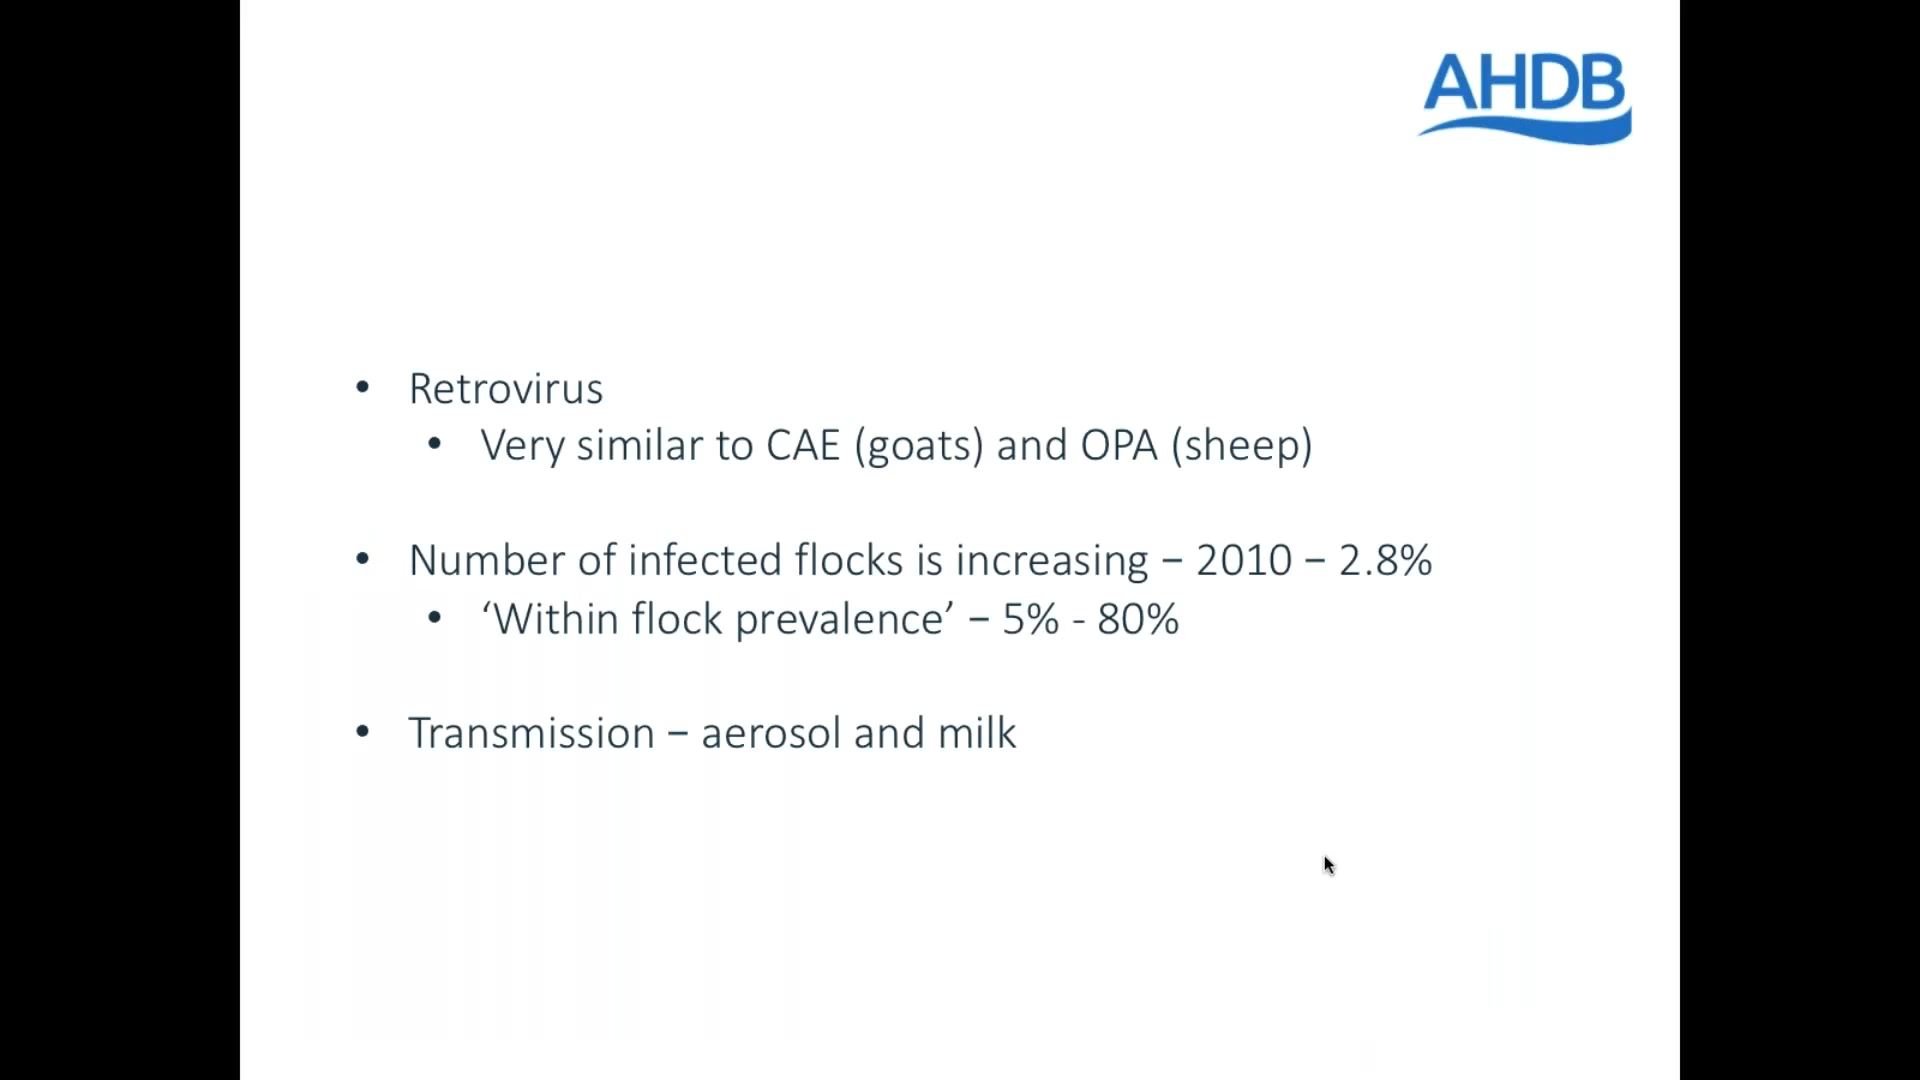 AHDB
• Retrovirus
• Very similar to CAE (goats) and OPA (sheep)
• Number of infected flocks is increasing – 2010 – 2.8%
• ‘Within flock prevalence’ – 5% - 80%
• Transmission – aerosol and milk